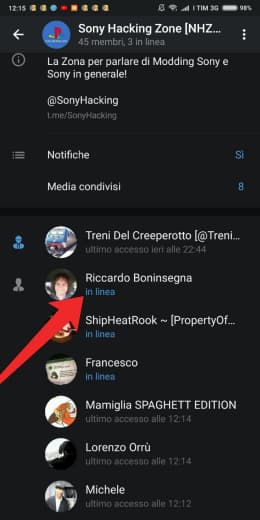 12:15
I TIM 3G
98%
Sony Hacking Zone [NHZ...
45 membri, 3 in linea
La Zona per parlare di Modding Sony e
Sony in generale!
@SonyHacking
t.me/SonyHacking
Notifiche
Sì
Media condivisi
8
Treni Del Creeperotto [@Treni...
ultimo accesso ieri alle 22:44
Riccardo Boninsegna
in linea
ShipHeatRook ~ [PropertyOf...
in linea
Francesco
in linea
Mamiglia SPAGHETT EDITION
ultimo accesso alle 12:14
Lorenzo Orrù
ultimo accesso alle 12:14
Michele
ultimo accesso alle 12:12